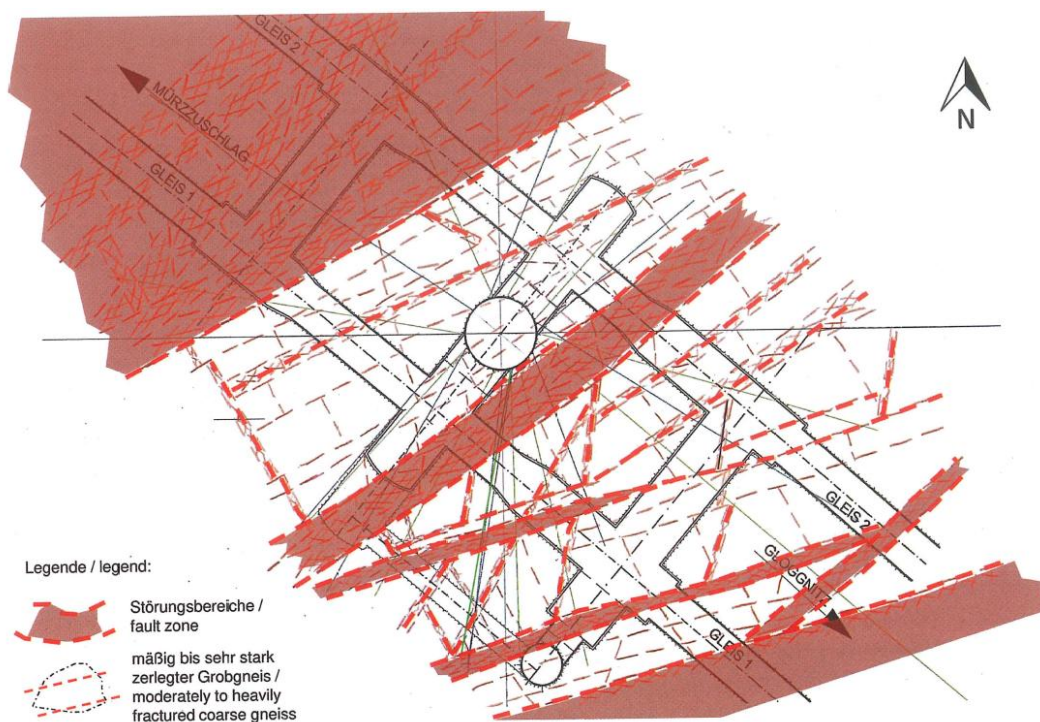 GLEIS 2
MÜRZZUSCHLAG
GLEIS 1
N
GLEIS 2
GLOGGNITZ
GLEIS 1
Legende / legend:
Störungsbereiche /
fault zone
mäßig bis sehr stark
zerlegter Grobgneis /
moderately to heavily
fractured coarse gneiss